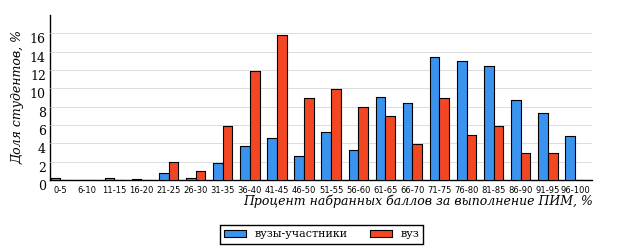 Доля студентов, %
16
14
12
10
8
6
4
2
0
0-5 6-10 11-15 16-20 21-25 26-30 31-35 36-40 41-45 46-50 51-55 56-60 61-65 66-70 71-75 76-80 81-85 86-90 91-95 96-100
Процент набранных баллов за выполнение ПИМ, %
вузы-участники вуз